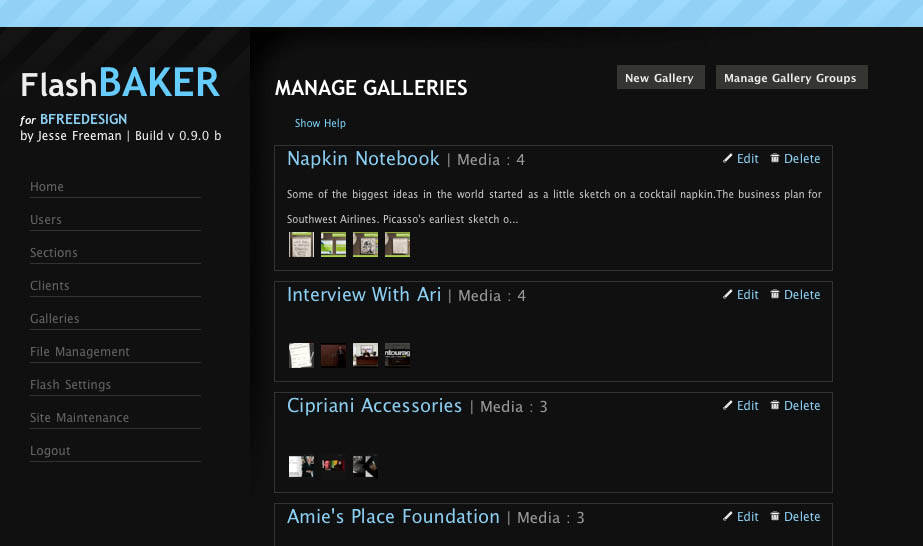 FlashBAKER
for BFREEDESIGN
by Jesse Freeman | Build v 0.9.0 b
Home
Users
Sections
Clients
Galleries
File Management
Flash Settings
Site Maintenance
Logout
MANAGE GALLERIES
New Gallery
Manage Gallery Groups
Show Help
Napkin Notebook | Media : 4
Edit Delete
Some of the biggest ideas in the world started as a little sketch on a cocktail napkin.The business plan for
Southwest Airlines. Picasso's earliest sketch o...
Interview With Ari | Media : 4
Edit Delete
ntourag
Cipriani Accessories | Media : 3
Edit Delete
Amie's Place Foundation | Media : 3
Edit Delete